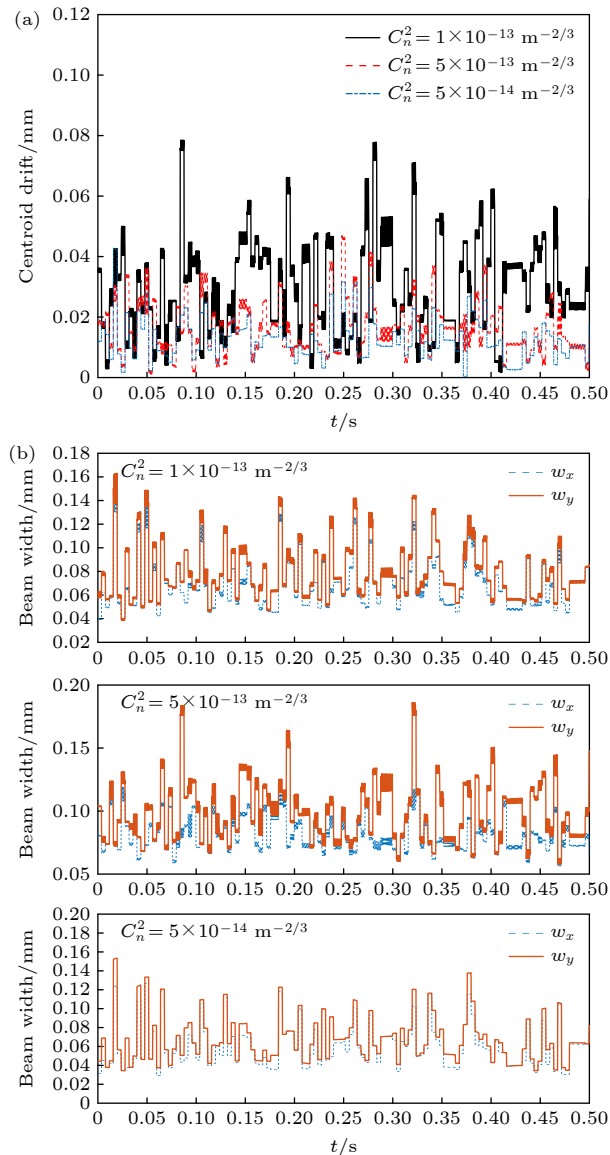 (a)
0.12
0.10
0.08
0.06
0.04
0.02
0
Centroid drift/mm
C_n^2 = 1×10^{-13} m^{-2/3}
C_n^2 = 5×10^{-13} m^{-2/3}
C_n^2 = 5×10^{-14} m^{-2/3}
0 0.05 0.10 0.15 0.20 0.25 0.30 0.35 0.40 0.45 0.50
t/s
(b)
0.18
0.16
0.14
0.12
0.10
0.08
0.06
0.04
0.02
Beam width/mm
C_n^2 = 1×10^{-13} m^{-2/3}
w_x
w_y
0 0.05 0.10 0.15 0.20 0.25 0.30 0.35 0.40 0.45 0.50
0.20
0.15
0.10
0.05
Beam width/mm
C_n^2 = 5×10^{-13} m^{-2/3}
w_x
w_y
0 0.05 0.10 0.15 0.20 0.25 0.30 0.35 0.40 0.45 0.50
0.20
0.18
0.16
0.14
0.12
0.10
0.08
0.06
0.04
0.04
0
Beam width/mm
C_n^2 = 5×10^{-14} m^{-2/3}
w_x
w_y
0 0.05 0.10 0.15 0.20 0.25 0.30 0.35 0.40 0.45 0.50
t/s